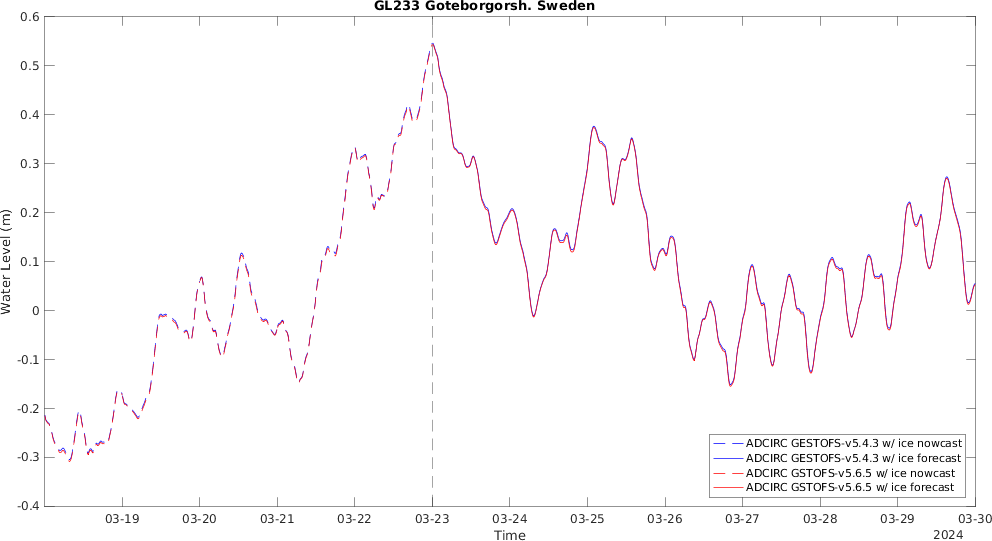 GL233 Goteborgorsh. Sweden
0.6
0.5
0.4
0.3
0.2
0.1
0
-0.1
-0.2
-0.3
-0.4
Water Level (m)
ADCIRC GESTOFS-v5.4.3 w/ ice nowcast
ADCIRC GESTOFS-v5.4.3 w/ ice forecast
ADCIRC GSTOFS-v5.6.5 w/ ice nowcast
ADCIRC GSTOFS-v5.6.5 w/ ice forecast
03-19 03-20 03-21 03-22 03-23 03-24 03-25 03-26 03-27 03-28 03-29 03-30
Time
2024